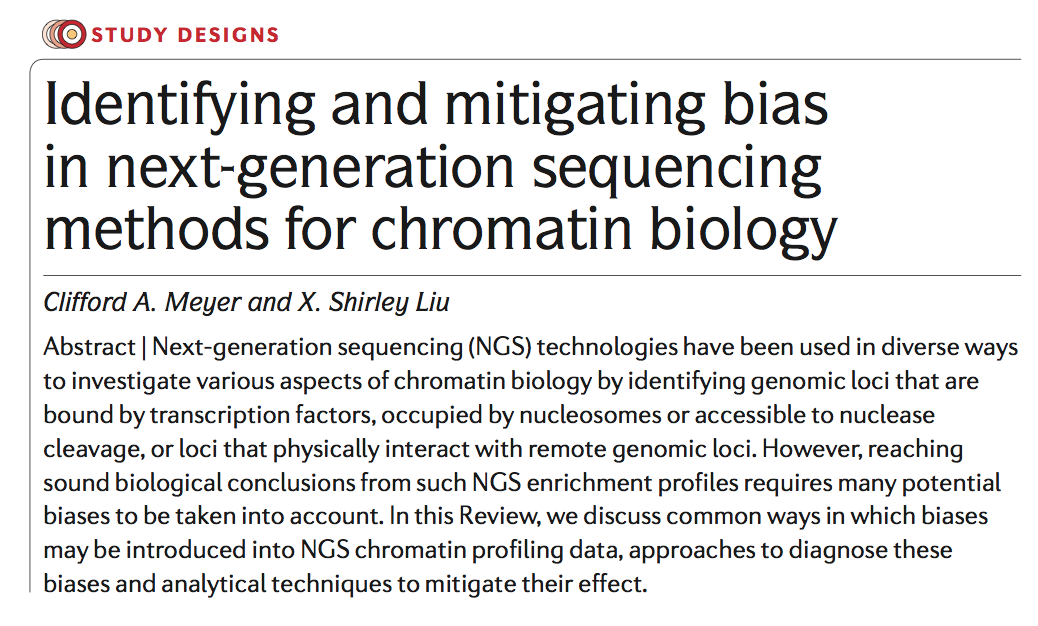 STUDY DESIGNS
Identifying and mitigating bias
in next-generation sequencing
methods for chromatin biology
Clifford A. Meyer and X. Shirley Liu
Abstract | Next-generation sequencing (NGS) technologies have been used in diverse ways
to investigate various aspects of chromatin biology by identifying genomic loci that are
bound by transcription factors, occupied by nucleosomes or accessible to nuclease
cleavage, or loci that physically interact with remote genomic loci. However, reaching
sound biological conclusions from such NGS enrichment profiles requires many potential
biases to be taken into account. In this Review, we discuss common ways in which biases
may be introduced into NGS chromatin profiling data, approaches to diagnose these
biases and analytical techniques to mitigate their effect.